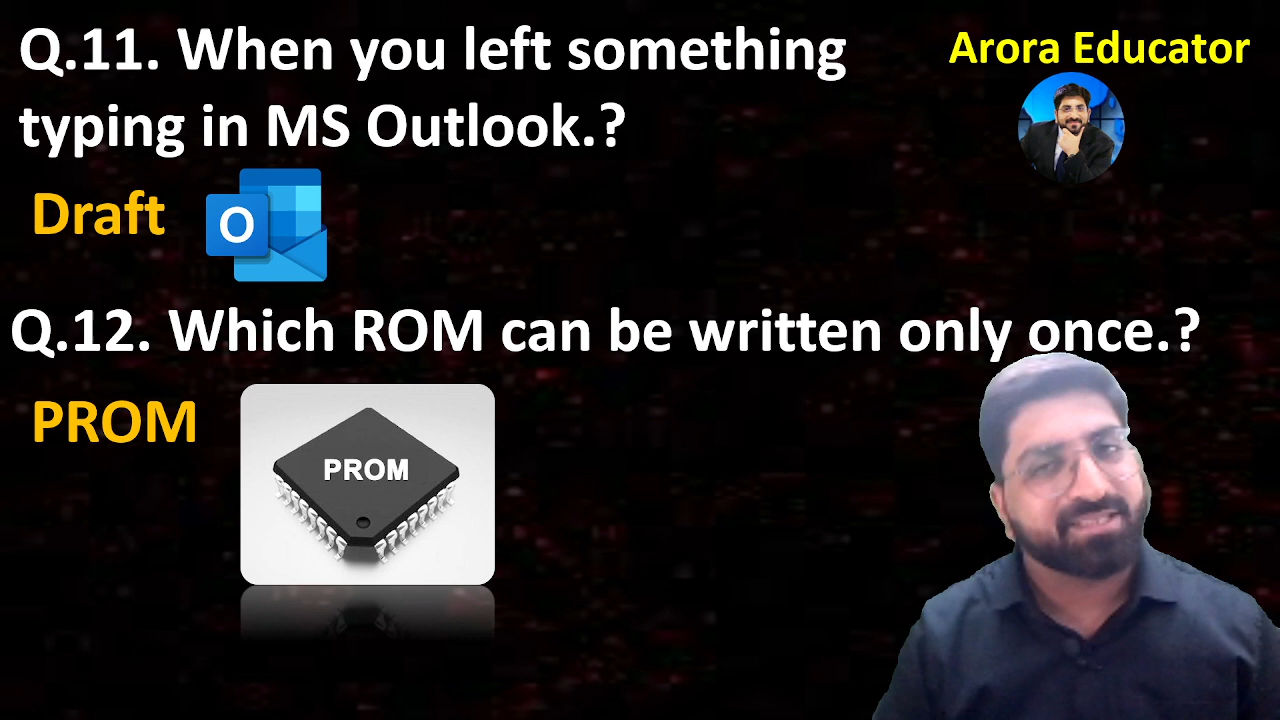 Q.11. When you left something
typing in MS Outlook.?
Arora Educator
Draft
O
Q.12. Which ROM can be written only once.?
PROM
PROM